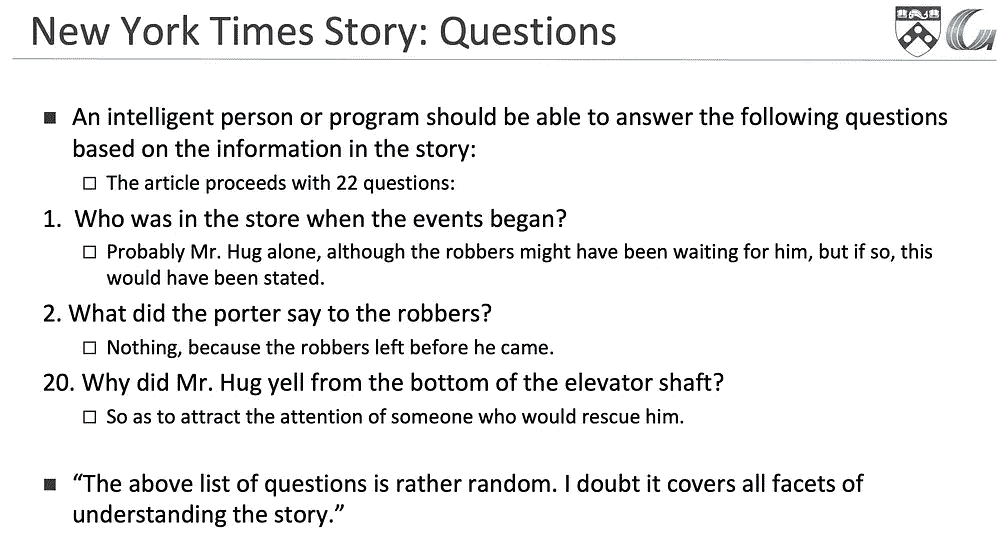 New York Times Story: Questions
■ An intelligent person or program should be able to answer the following questions
based on the information in the story:
□ The article proceeds with 22 questions:
1. Who was in the store when the events began?
□ Probably Mr. Hug alone, although the robbers might have been waiting for him, but if so, this
would have been stated.
2. What did the porter say to the robbers?
□ Nothing, because the robbers left before he came.
20. Why did Mr. Hug yell from the bottom of the elevator shaft?
□ So as to attract the attention of someone who would rescue him.
■ “The above list of questions is rather random. I doubt it covers all facets of
understanding the story.”